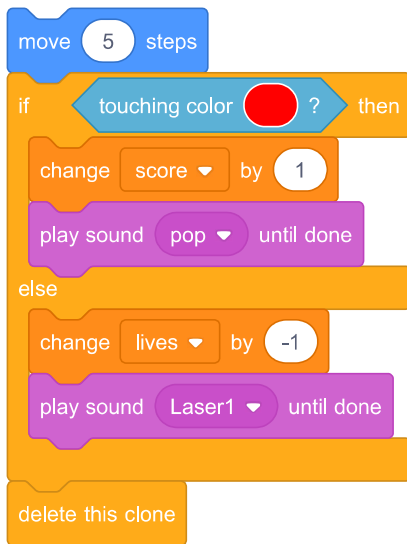 move 5 steps
if touching color ? then
change score by 1
play sound pop until done
else
change lives by -1
play sound Laser1 until done
delete this clone